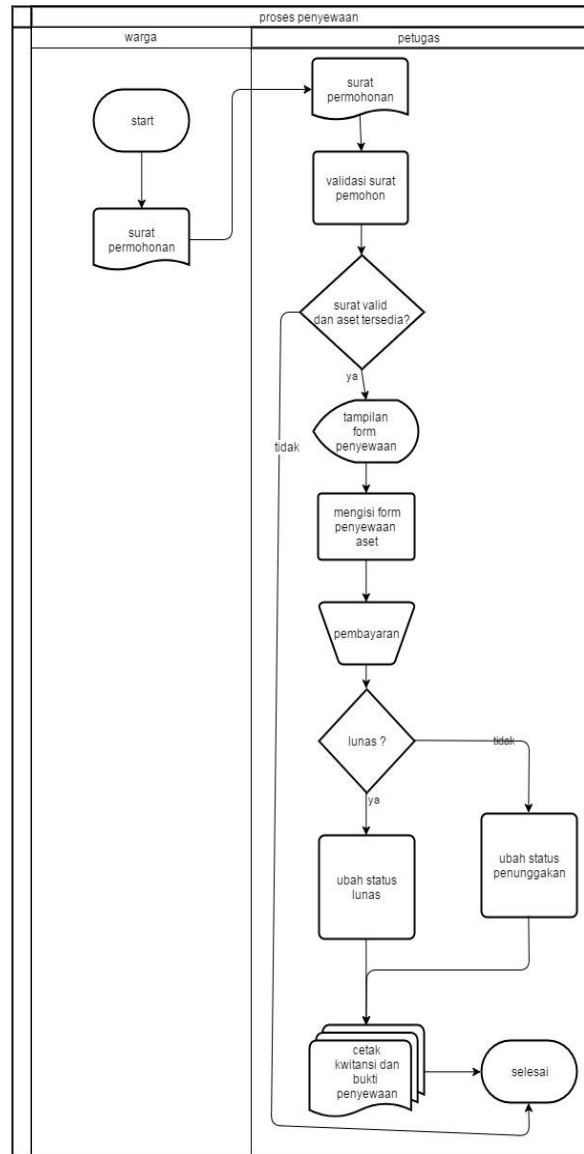 proses penyewaan
warga
petugas
start
surat
permohonan
surat
permohonan
validasi surat
pemohon
surat valid
dan aset tersedia?
ya
tidak
tampilan
form
penyewaan
mengisi form
penyewaan
aset
pembayaran
lunas ?
tidak
ya
ubah status
lunas
ubah status
penunggakan
cetak
kwitansi dan
bukti
penyewaan
selesai